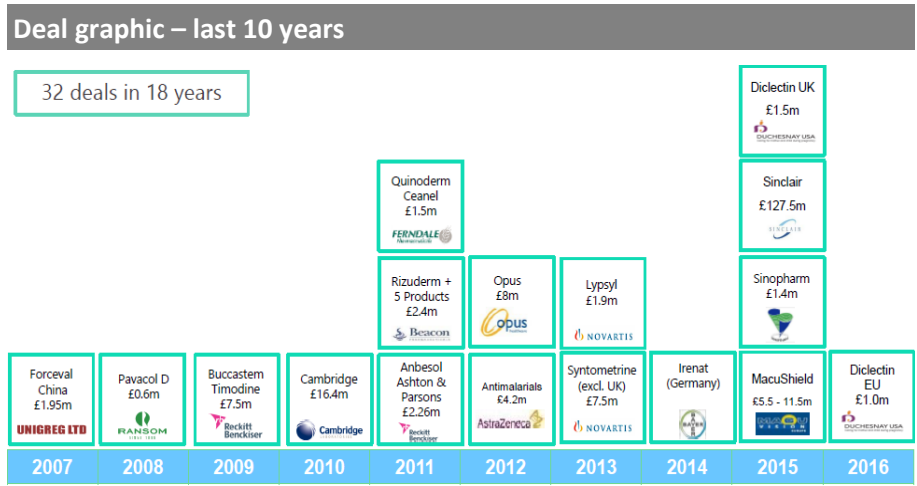 Deal graphic – last 10 years
32 deals in 18 years
Diclectin UK
£1.5m
DUCHESNAY USA
Quinoderm
Ceanel
£1.5m
FERNDALE
Sinclair
£127.5m
SINCLAIR
Rizuderm +
5 Products
£2.4m
Beacon
Opus
£8m
Opus
Lypsyl
£1.9m
NOVARTIS
Sinopharm
£1.4m
Forceval
China
£1.95m
UNIGREG LTD
Pavacol D
£0.6m
RANSOM
Buccastem
Timodine
£7.5m
Reckitt
Benckiser
Cambridge
£16.4m
Cambridge
Anbesol
Ashton &
Parsons
£2.26m
Reckitt
Benckiser
Antimalarials
£4.2m
AstraZeneca
Syntometrine
(excl. UK)
£7.5m
NOVARTIS
Irenat
(Germany)
BAYER
MacuShield
£5.5 - 11.5m
MACU
VISION
Diclectin
EU
£1.0m
DUCHESNAY USA
2007
2008
2009
2010
2011
2012
2013
2014
2015
2016